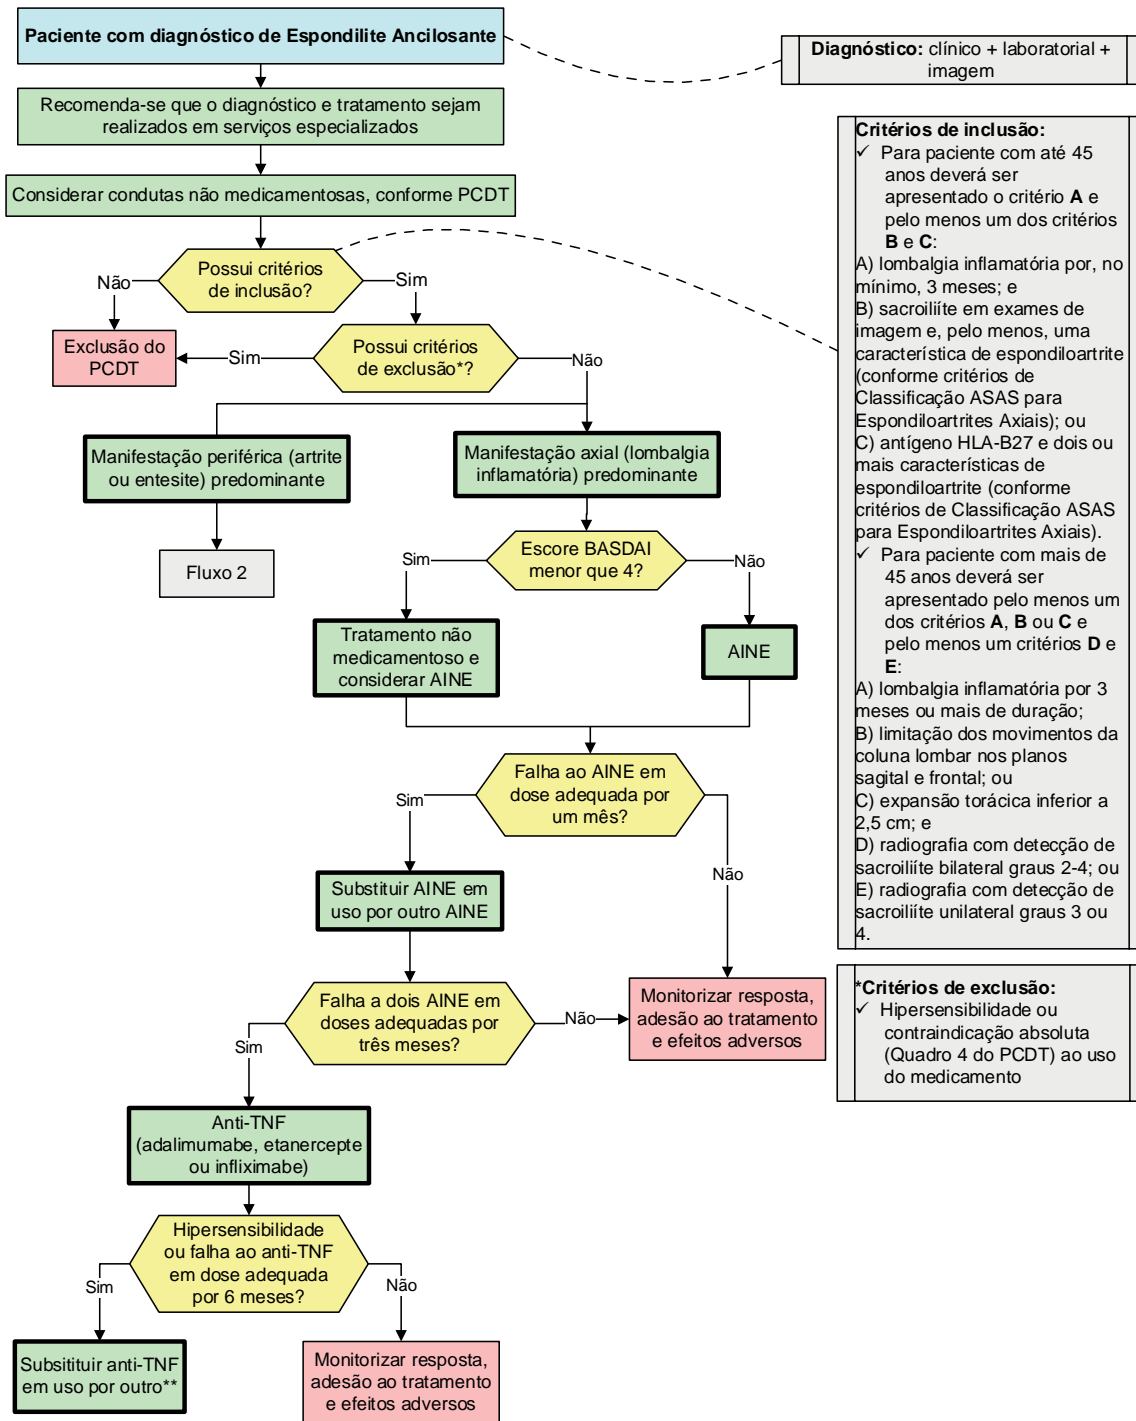 Paciente com diagnóstico de Espondilite Ancilosante
Diagnóstico: clínico + laboratorial +
imagem
Recomenda-se que o diagnóstico e tratamento sejam
realizados em serviços especializados
Considerar condutas não medicamentosas, conforme PCDT
Possui critérios
de inclusão?
Não
Sim
Exclusão do
PCDT
Sim
Possui critérios
de exclusão*?
Não
Manifestação periférica (artrite
ou entesite) predominante
Manifestação axial (lombalgia
inflamatória) predominante
Fluxo 2
Escore BASDAI
menor que 4?
Sim
Não
Tratamento não
medicamentoso e
considerar AINE
AINE
Falha ao AINE em
dose adequada por
um mês?
Sim
Não
Substituir AINE em
uso por outro AINE
Falha a dois AINE em
doses adequadas por
três meses?
Não
Sim
Monitorizar resposta,
adesão ao tratamento
e efeitos adversos
Anti-TNF
(adalimumabe, etanercepte
ou infliximabe)
Hipersensibilidade
ou falha ao anti-TNF
em dose adequada
por 6 meses?
Sim
Não
Subsitituir anti-TNF
em uso por outro**
Monitorizar resposta,
adesão ao tratamento
e efeitos adversos
Critérios de inclusão:
✓ Para paciente com até 45
anos deverá ser
apresentado o critério A e
pelo menos um dos critérios
B e C:
A) lombalgia inflamatória por, no
mínimo, 3 meses; e
B) sacroiliíte em exames de
imagem e, pelo menos, uma
característica de espondiloartrite
(conforme critérios de
Classificação ASAS para
Espondiloartrites Axiais); ou
C) antígeno HLA-B27 e dois ou
mais características de
espondiloartrite (conforme
critérios de Classificação ASAS
para Espondiloartrites Axiais).
✓ Para paciente com mais de
45 anos deverá ser
apresentado pelo menos um
dos critérios A, B ou C e
pelo menos um critérios D e
E:
A) lombalgia inflamatória por 3
meses ou mais de duração;
B) limitação dos movimentos da
coluna lombar nos planos
sagital e frontal; ou
C) expansão torácica inferior a
2,5 cm; e
D) radiografia com detecção de
sacroiliíte bilateral graus 2-4; ou
E) radiografia com detecção de
sacroiliíte unilateral graus 3 ou
4.
*Critérios de exclusão:
✓ Hipersensibilidade ou
contraindicação absoluta
(Quadro 4 do PCDT) ao uso
do medicamento